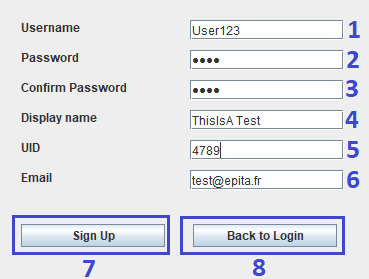 Username User123 1
Password •••• 2
Confirm Password •••• 3
Display name ThisIsA Test 4
UID 4789 5
Email test@epita.fr 6
Sign Up Back to Login
7 8